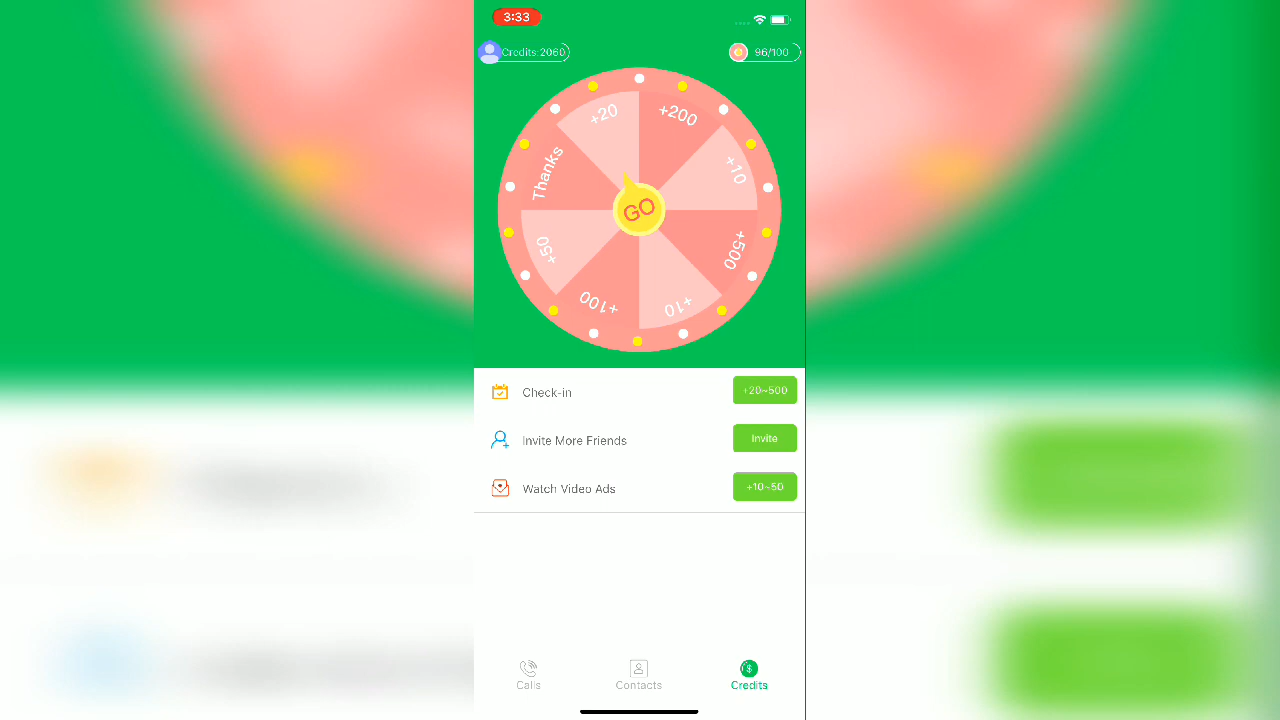 3:33
Credits:2060
96/100
+20
+200
Thanks
+10
+50
GO
+500
+100
+10
Check-in
+20~500
Invite More Friends
Invite
Watch Video Ads
+10~50
Calls
Contacts
Credits